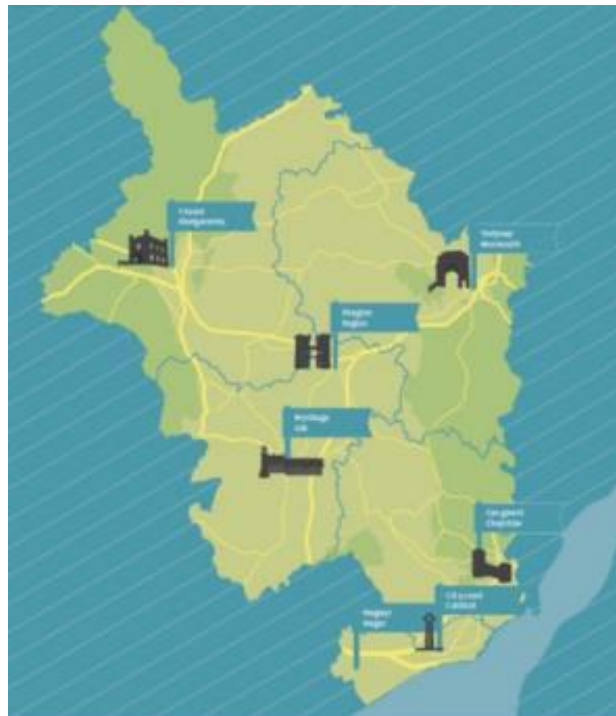 Y Fenni
Abergavenny
Trefynwy
Monmouth
Rhaglan
Raglan
Brynbuga
Usk
Cas-gwent
Chepstow
Cil-y-coed
Caldicot
Magwyr
Magor